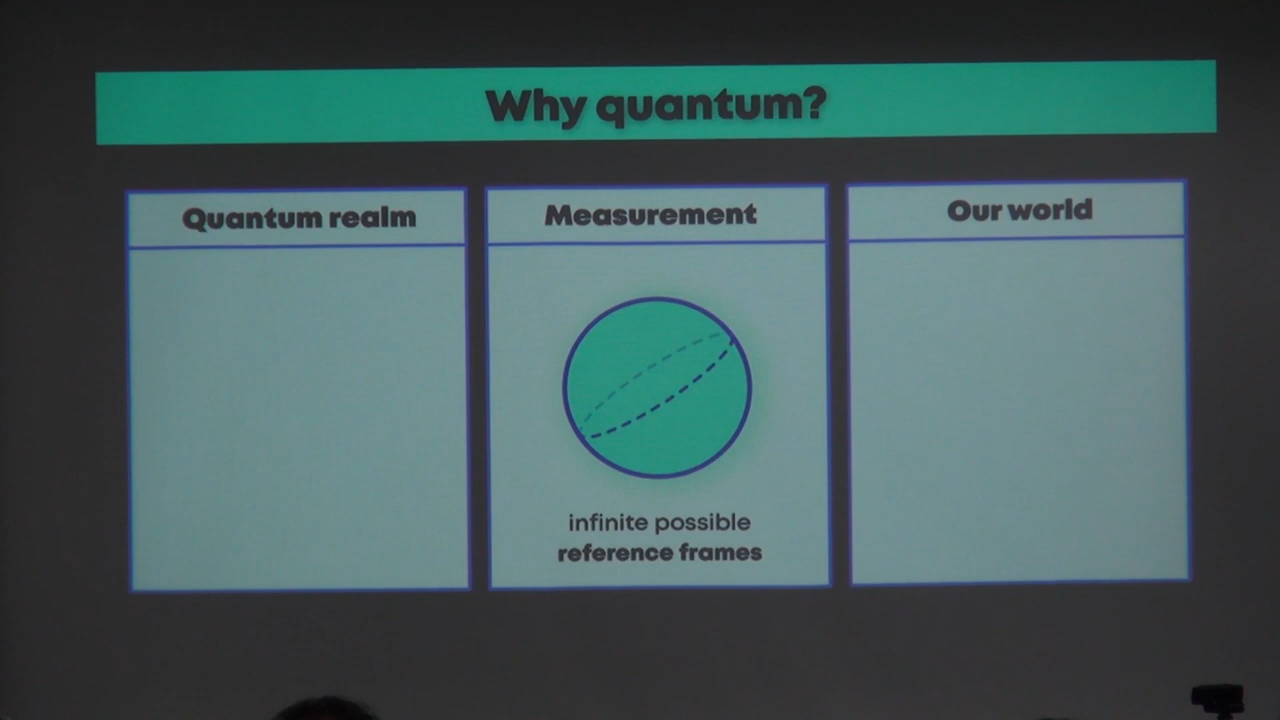 Why quantum?
Quantum realm
Measurement
Our world
infinite possible
reference frames